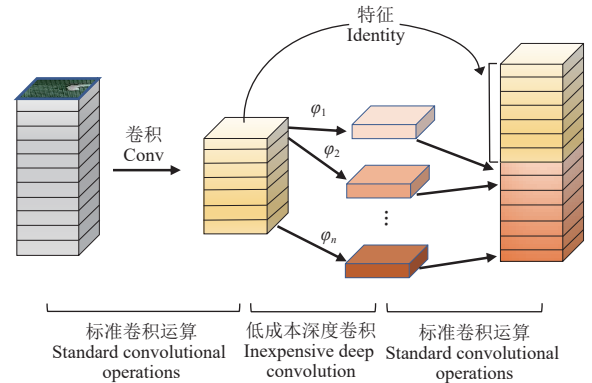 特征
Identity
卷积
Conv
φ1
φ2
⋮
φn
标准卷积运算
Standard convolutional
operations
低成本深度卷积
Inexpensive deep
convolution
标准卷积运算
Standard convolutional
operations